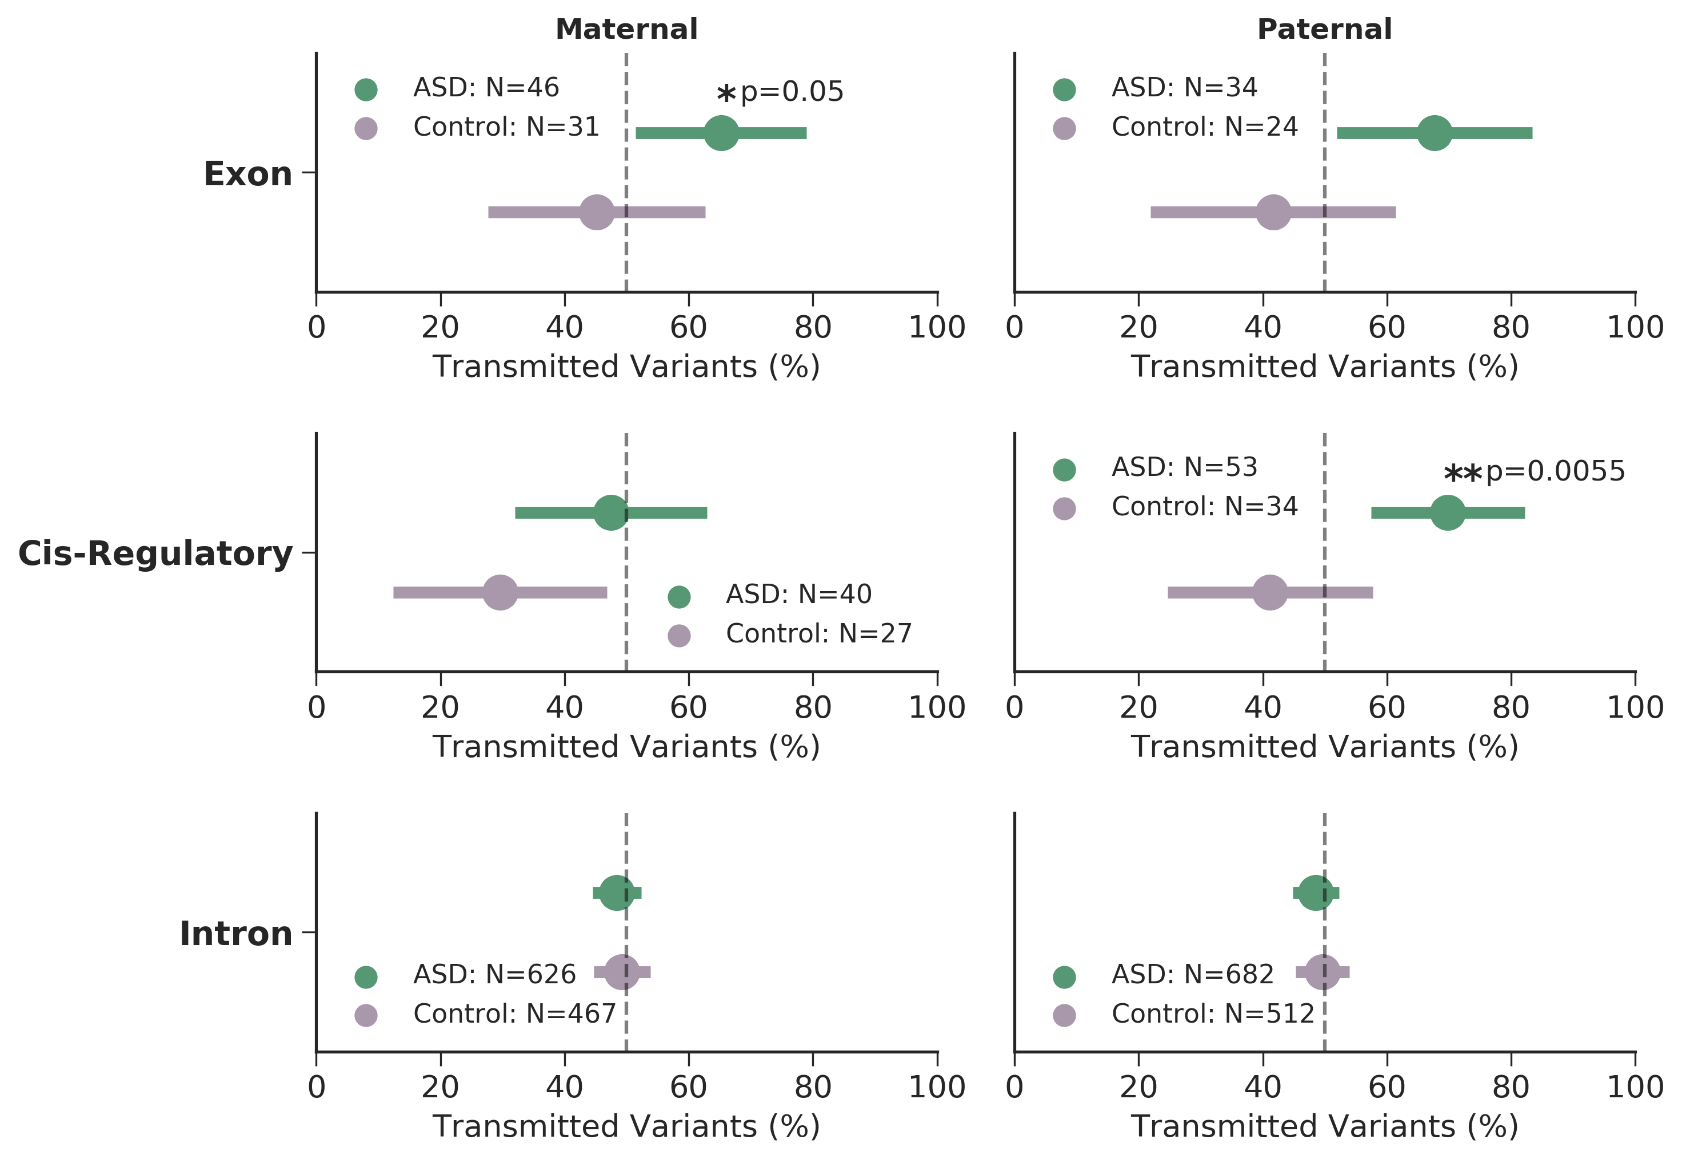 Maternal
Paternal
ASD: N=46
Control: N=31
*p=0.05
ASD: N=34
Control: N=24
Exon
0 20 40 60 80 100
0 20 40 60 80 100
Transmitted Variants (%)
Transmitted Variants (%)
ASD: N=40
Control: N=27
ASD: N=53
Control: N=34
**p=0.0055
Cis-Regulatory
0 20 40 60 80 100
0 20 40 60 80 100
Transmitted Variants (%)
Transmitted Variants (%)
Intron
ASD: N=626
Control: N=467
ASD: N=682
Control: N=512
0 20 40 60 80 100
0 20 40 60 80 100
Transmitted Variants (%)
Transmitted Variants (%)